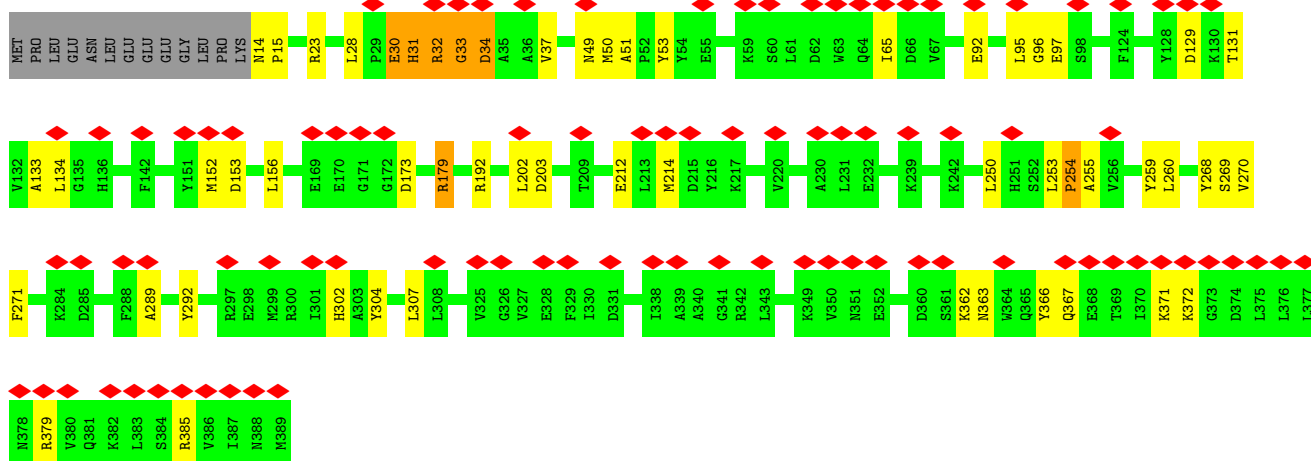 MET PRO LEU GLU ASN LEU GLU GLU GLU GLY LEU PRO LYS N14 P15 R23 L28 P29 E30 H31 R32 G33 D34 A35 A36 V37 N49 M50 A51 P52 Y53 Y54 E55 K59 S60 L61 D62 W63 Q64 I65 D66 V67 E92 L95 G96 E97 S98 F124 Y128 D129 K130 T131
V132 A133 L134 G135 H136 F142 Y151 M152 D153 L156 E169 E170 G171 G172 D173 R179 R192 L202 D203 T209 E212 L213 M214 D215 Y216 K217 V220 A230 L231 E232 K239 K242 L250 H251 S252 L253 P254 A255 V256 Y259 L260 Y268 S269 V270
F271 K284 D285 F288 A289 Y292 R297 E298 M299 R300 I301 H302 A303 Y304 L307 L308 V325 G326 V327 E328 F329 I330 D331 I338 A339 A340 G341 R342 L343 K349 V350 N351 E352 D360 S361 K362 N363 W364 Q365 Y366 Q367 E368 T369 I370 K371 K372 G373 D374 L375 L376 L377
N378 R379 V380 Q381 K382 L383 S384 R385 V386 I387 N388 M389